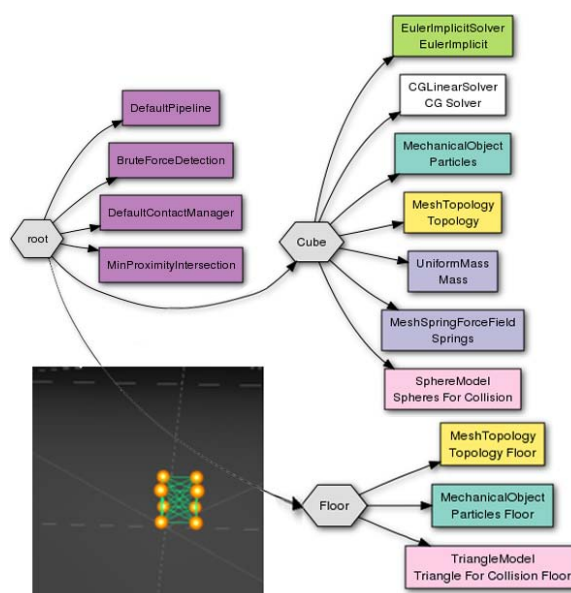 EulerImplicitSolver
EulerImplicit
CGLinearSolver
CG Solver
DefaultPipeline
MechanicalObject
Particles
BruteForceDetection
MeshTopology
Topology
DefaultContactManager
root
Cube
MinProximityIntersection
UniformMass
Mass
MeshSpringForceField
Springs
SphereModel
Spheres For Collision
MeshTopology
Topology Floor
Floor
MechanicalObject
Particles Floor
TriangleModel
Triangle For Collision Floor